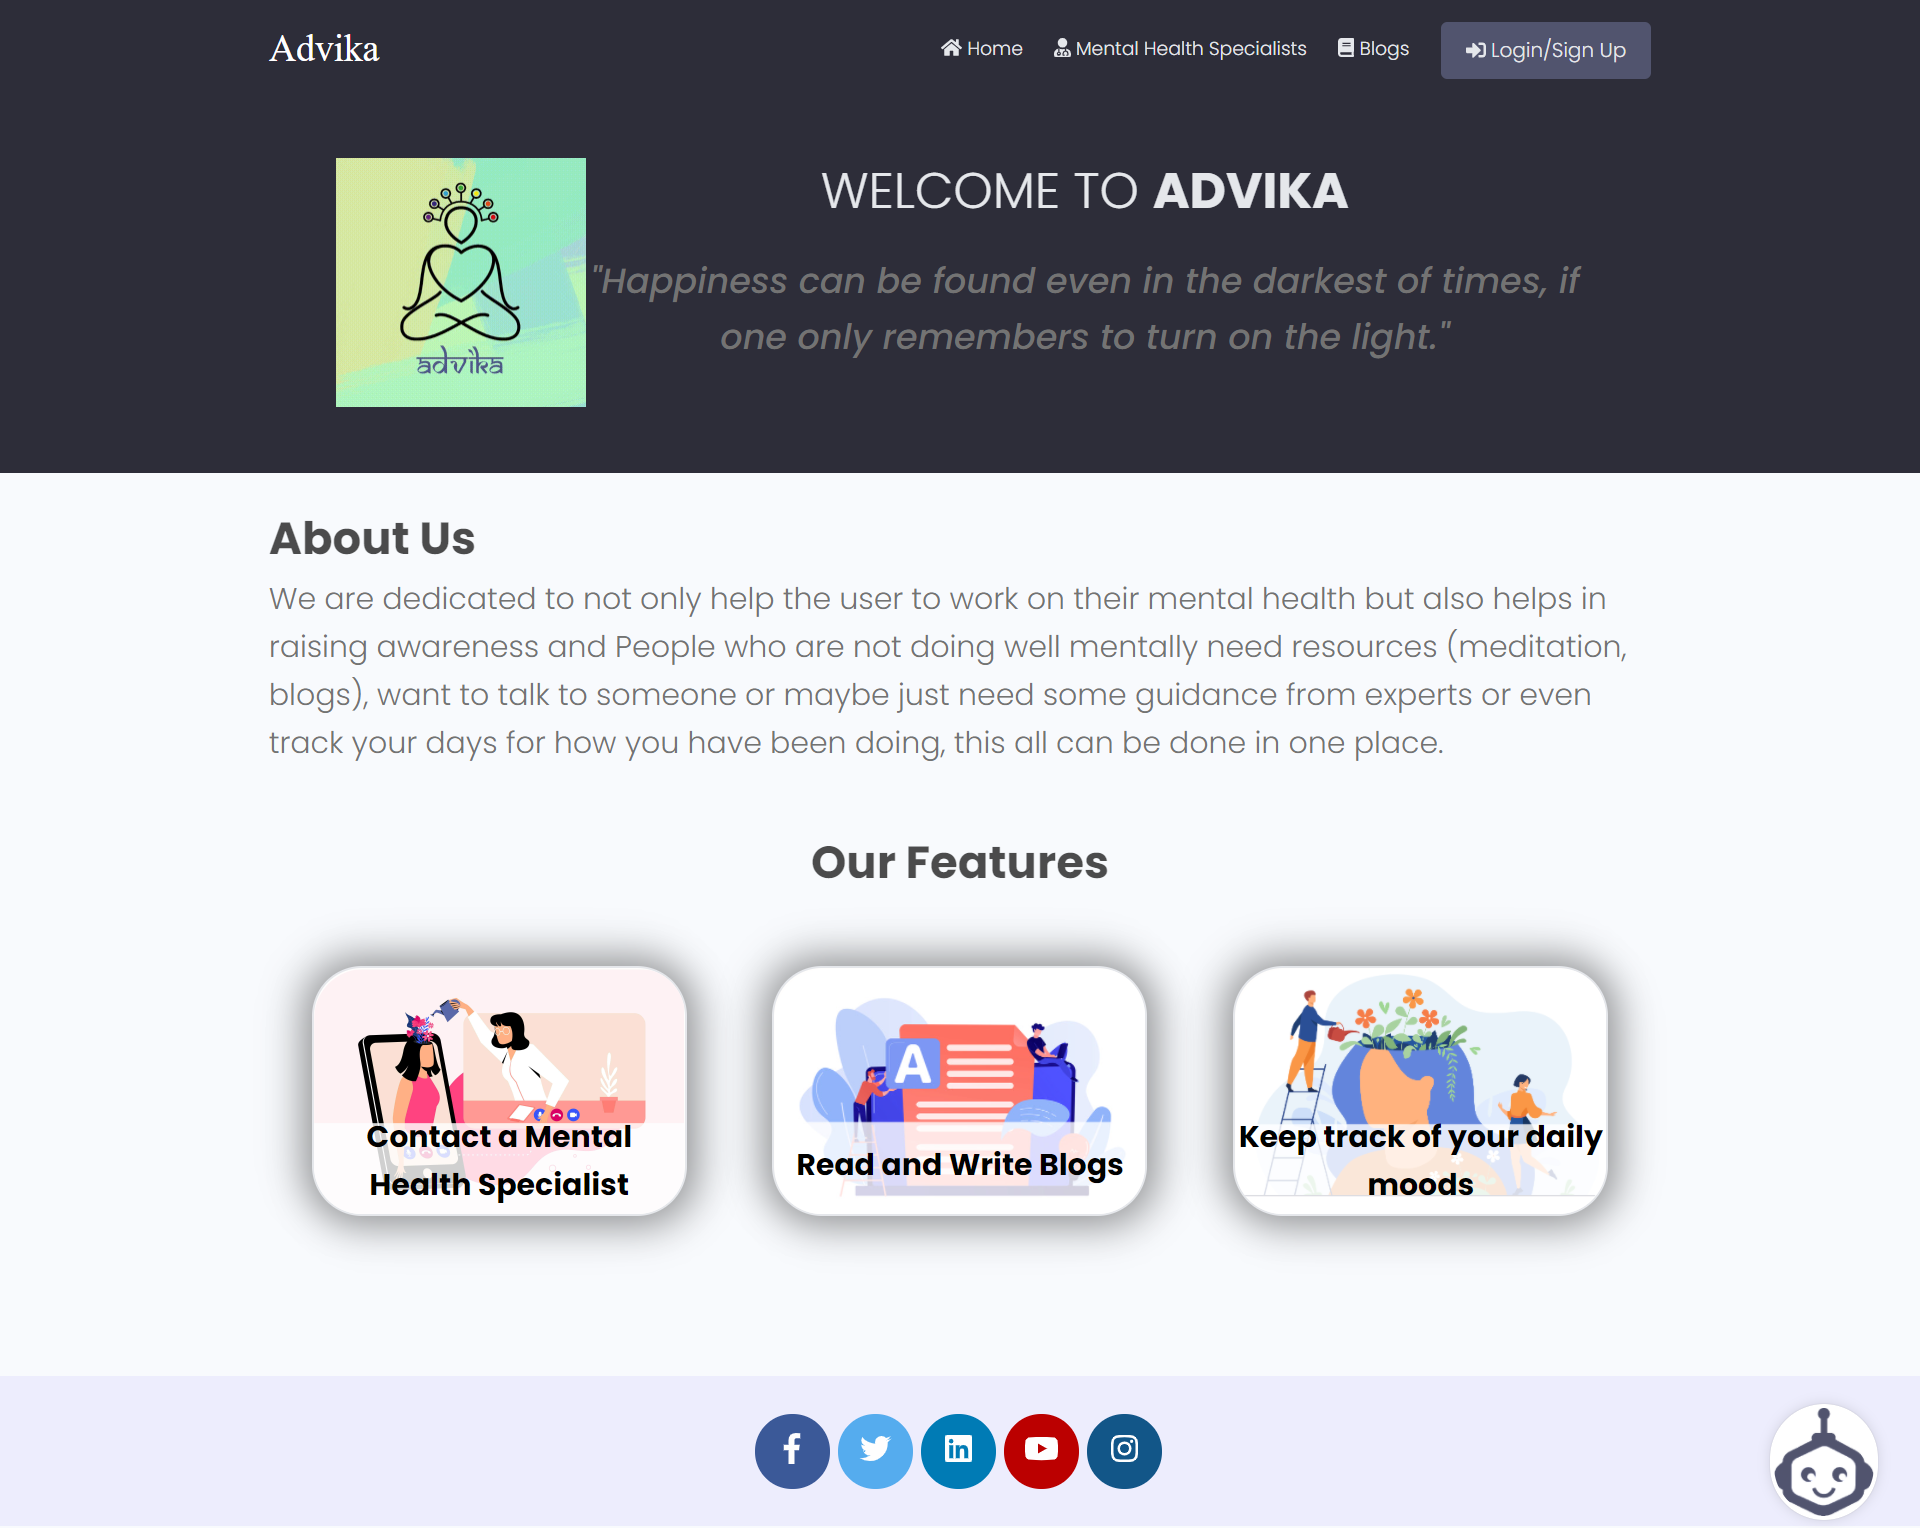 Advika
Home
Mental Health Specialists
Blogs
Login/Sign Up
advika
WELCOME TO ADVIKA
"Happiness can be found even in the darkest of times, if
one only remembers to turn on the light."
About Us
We are dedicated to not only help the user to work on their mental health but also helps in
raising awareness and People who are not doing well mentally need resources (meditation,
blogs), want to talk to someone or maybe just need some guidance from experts or even
track your days for how you have been doing, this all can be done in one place.
Our Features
Contact a Mental
Health Specialist
A
Read and Write Blogs
Keep track of your daily
moods